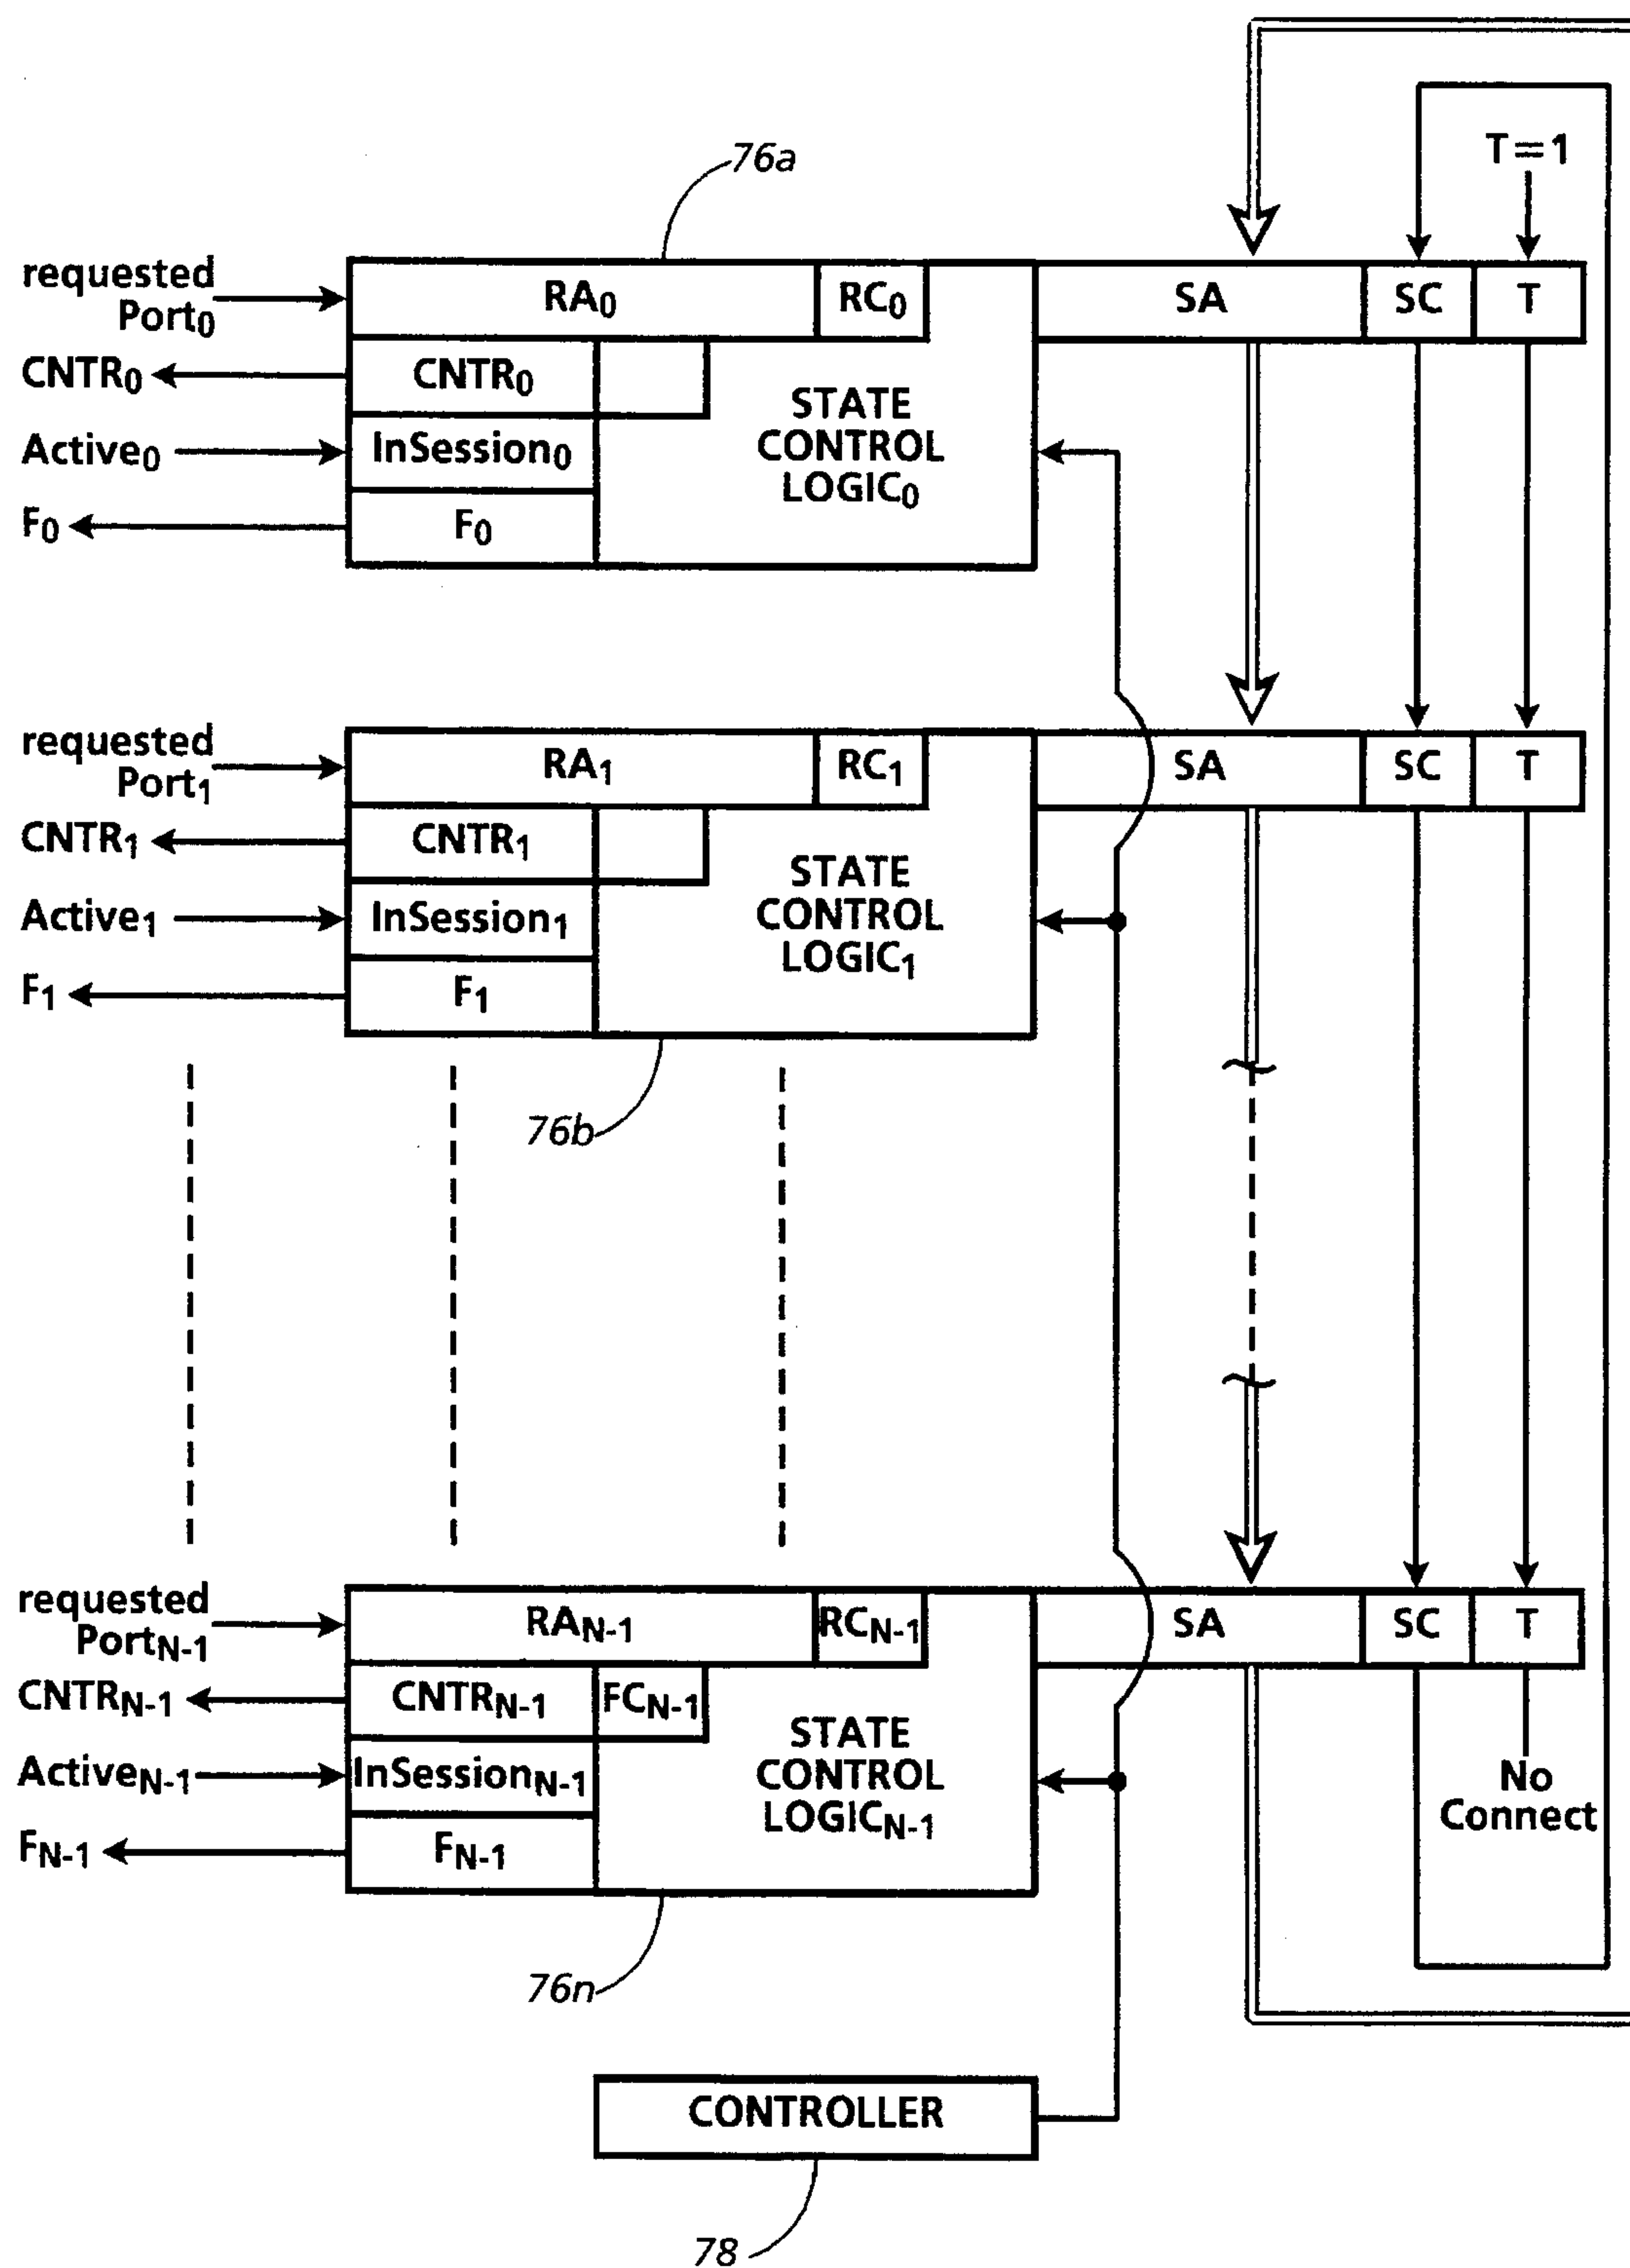 76a
T=1
requested
Port0
RA0
RC0
SA
SC
T
CNTR0
CNTR0
Active0
InSession0
F0
F0
STATE
CONTROL
LOGIC0
requested
Port1
RA1
RC1
SA
SC
T
CNTR1
CNTR1
Active1
InSession1
F1
F1
STATE
CONTROL
LOGIC1
76b
requested
PortN-1
RAN-1
RCN-1
SA
SC
T
CNTRN-1
CNTRN-1
FCN-1
ActiveN-1
InSessionN-1
FN-1
FN-1
STATE
CONTROL
LOGICN-1
No
Connect
76n
CONTROLLER
78